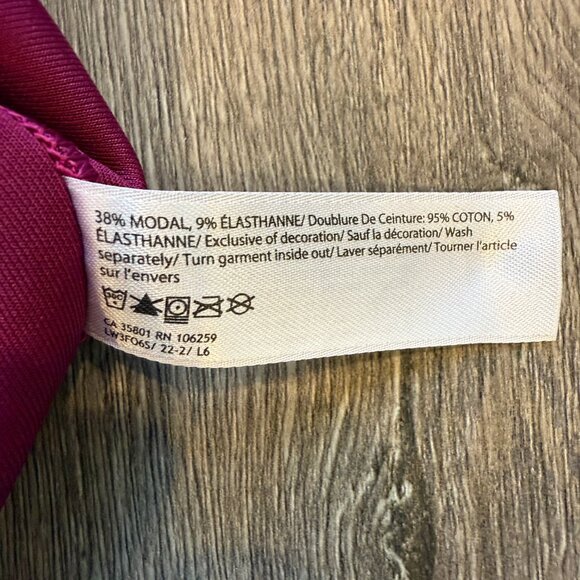 38% MODAL, 9% ÉLASTHANNE/ Doublure De Ceinture: 95% COTON, 5%
ÉLASTHANNE/ Exclusive of decoration/ Sauf la décoration/ Wash
separately/ Turn garment inside out/ Laver séparément/ Tourner l'article
sur l'envers
30C
CA 35801 RN 106259
LW3FO6S/ 22-2/ L6